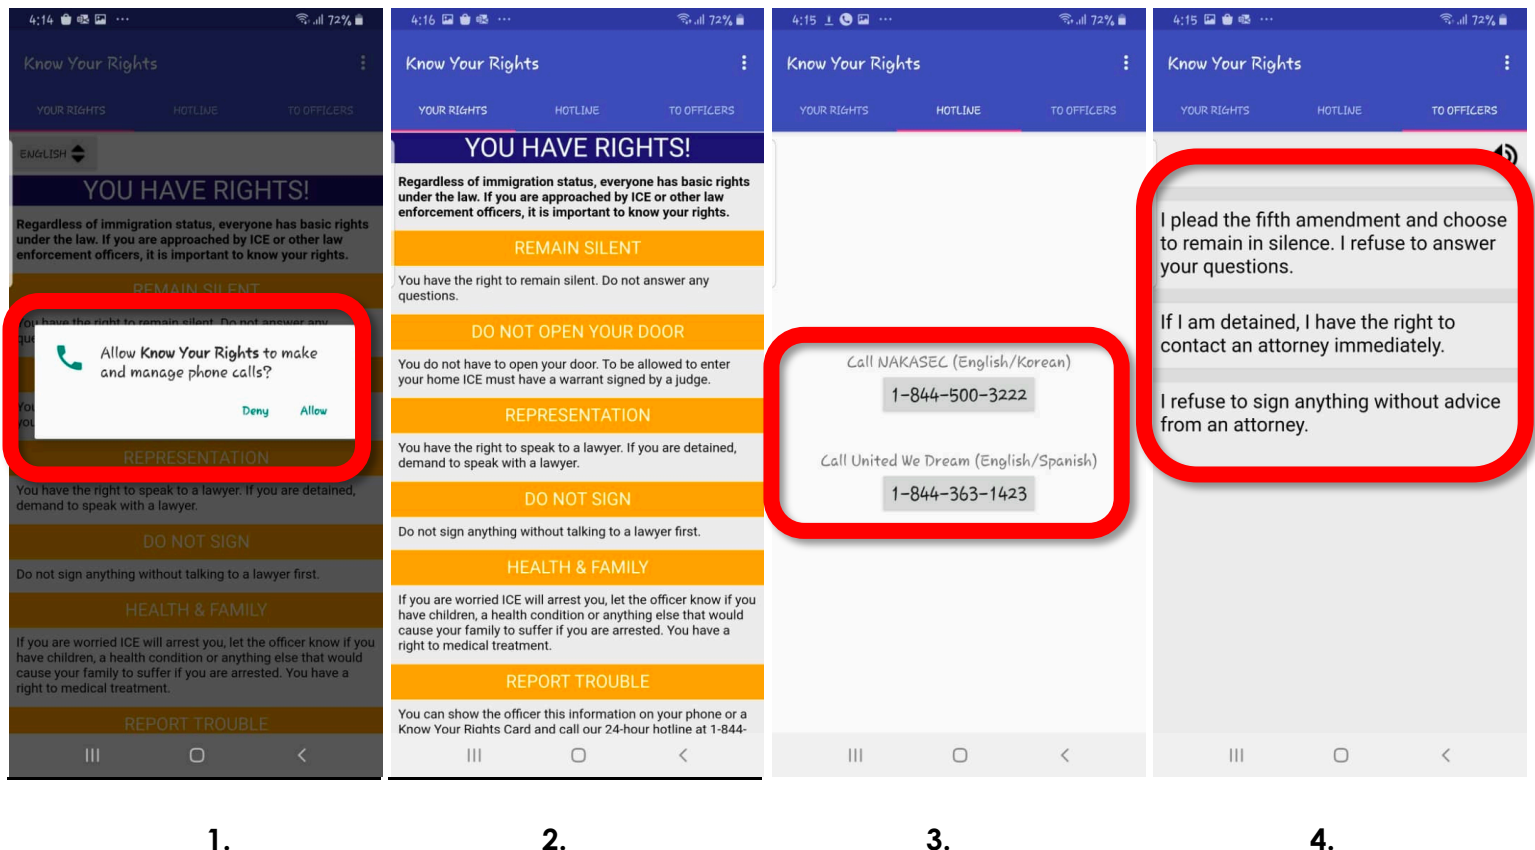 4:14 ··· 72%
Know Your Rights
YOUR RIGHTS HOTLINE TO OFFICERS
ENGLISH
YOU HAVE RIGHTS!
Regardless of immigration status, everyone has basic rights
under the law. If you are approached by ICE or other law
enforcement officers, it is important to know your rights.
REMAIN SILENT
You have the right to remain silent. Do not answer any
Allow Know Your Rights to make
and manage phone calls?
Deny Allow
REPRESENTATION
You have the right to speak to a lawyer. If you are detained,
demand to speak with a lawyer.
DO NOT SIGN
Do not sign anything without talking to a lawyer first.
HEALTH & FAMILY
If you are worried ICE will arrest you, let the officer know if you
have children, a health condition or anything else that would
cause your family to suffer if you are arrested. You have a
right to medical treatment.
REPORT TROUBLE
1.
4:16 ··· 72%
Know Your Rights
YOUR RIGHTS HOTLINE TO OFFICERS
YOU HAVE RIGHTS!
Regardless of immigration status, everyone has basic rights
under the law. If you are approached by ICE or other law
enforcement officers, it is important to know your rights.
REMAIN SILENT
You have the right to remain silent. Do not answer any
questions.
DO NOT OPEN YOUR DOOR
You do not have to open your door. To be allowed to enter
your home ICE must have a warrant signed by a judge.
REPRESENTATION
You have the right to speak to a lawyer. If you are detained,
demand to speak with a lawyer.
DO NOT SIGN
Do not sign anything without talking to a lawyer first.
HEALTH & FAMILY
If you are worried ICE will arrest you, let the officer know if you
have children, a health condition or anything else that would
cause your family to suffer if you are arrested. You have a
right to medical treatment.
REPORT TROUBLE
You can show the officer this information on your phone or a
Know Your Rights Card and call our 24-hour hotline at 1-844-
2.
4:15 ··· 72%
Know Your Rights
YOUR RIGHTS HOTLINE TO OFFICERS
Call NAKASEC (English/Korean)
1-844-500-3222
Call United We Dream (English/Spanish)
1-844-363-1423
3.
4:15 ··· 72%
Know Your Rights
YOUR RIGHTS HOTLINE TO OFFICERS
I plead the fifth amendment and choose
to remain in silence. I refuse to answer
your questions.
If I am detained, I have the right to
contact an attorney immediately.
I refuse to sign anything without advice
from an attorney.
4.